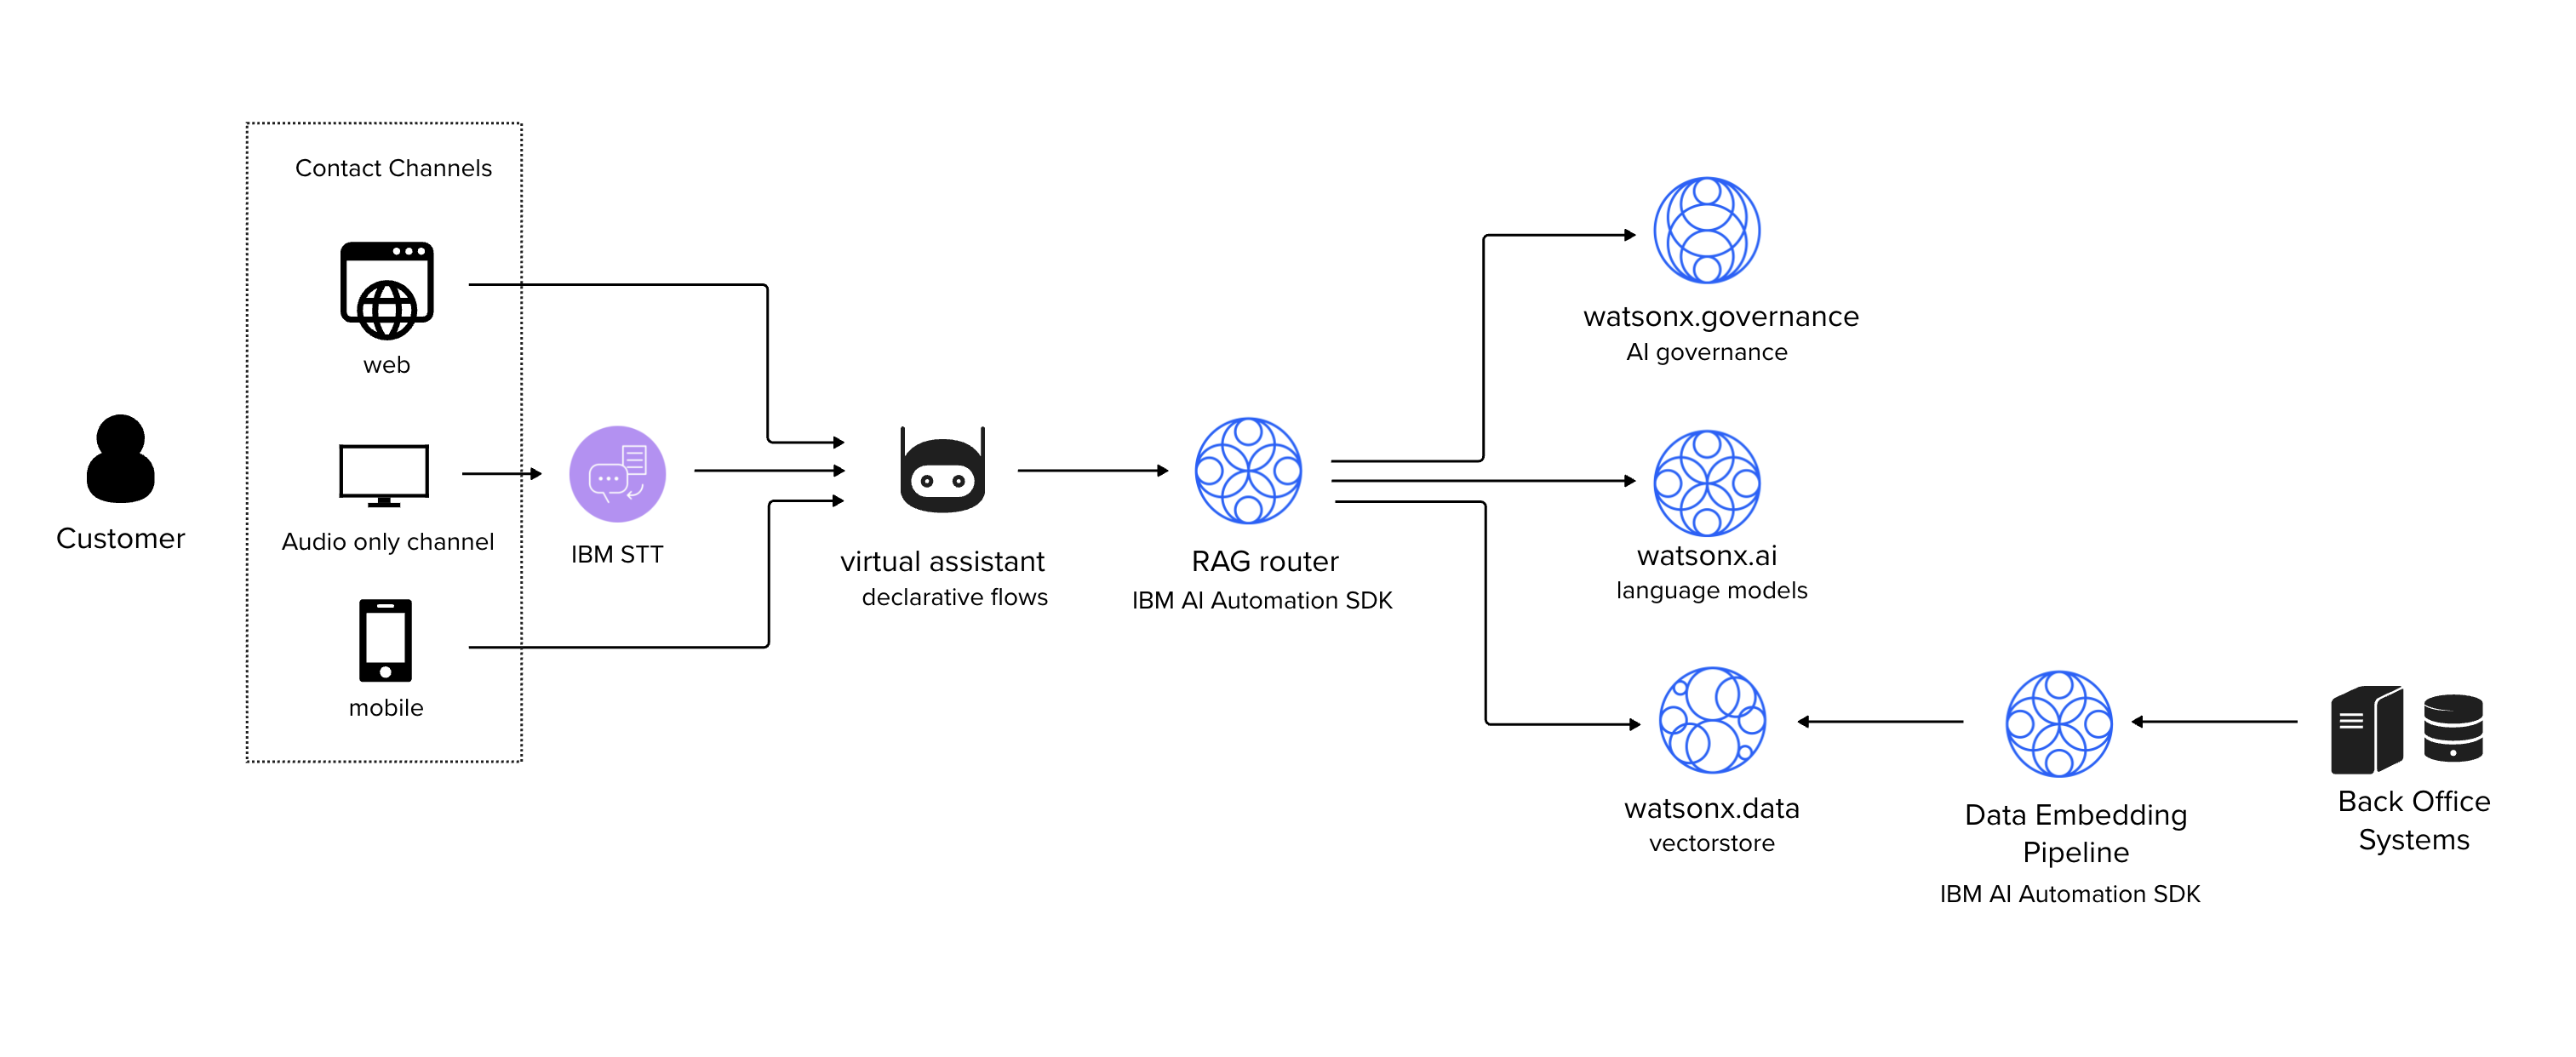 Contact Channels
web
Customer
Audio only channel
mobile
IBM STT
virtual assistant
declarative flows
RAG router
IBM AI Automation SDK
watsonx.governance
AI governance
watsonx.ai
language models
watsonx.data
vectorstore
Data Embedding
Pipeline
IBM AI Automation SDK
Back Office
Systems